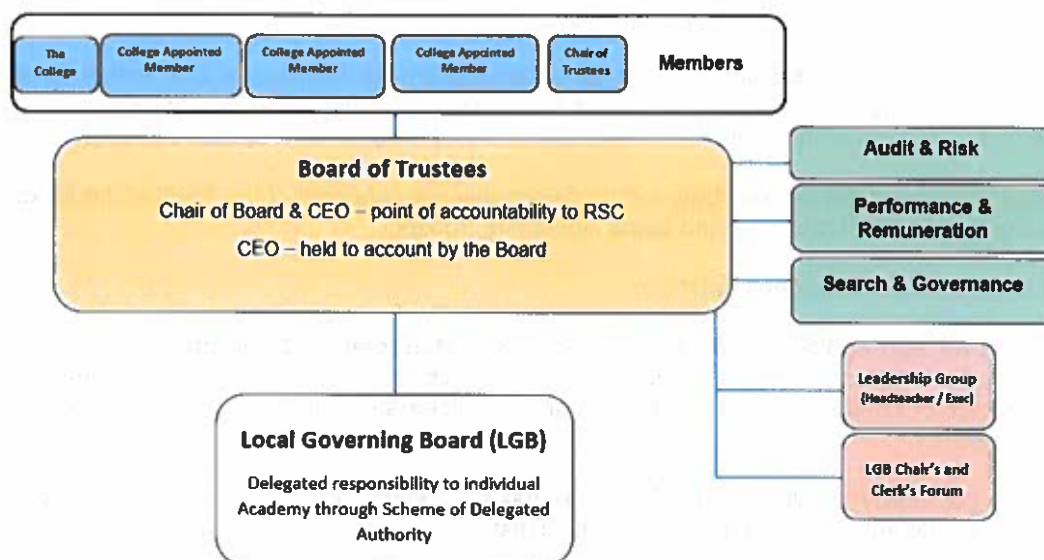 The
College
College Appointed
Member
College Appointed
Member
College Appointed
Member
Chair of
Trustees
Members
Board of Trustees
Chair of Board & CEO – point of accountability to RSC
CEO – held to account by the Board
Audit & Risk
Performance &
Remuneration
Search & Governance
Leadership Group
(Headteacher / Exec)
LGB Chair's and
Clerk's Forum
Local Governing Board (LGB)
Delegated responsibility to individual
Academy through Scheme of Delegated
Authority